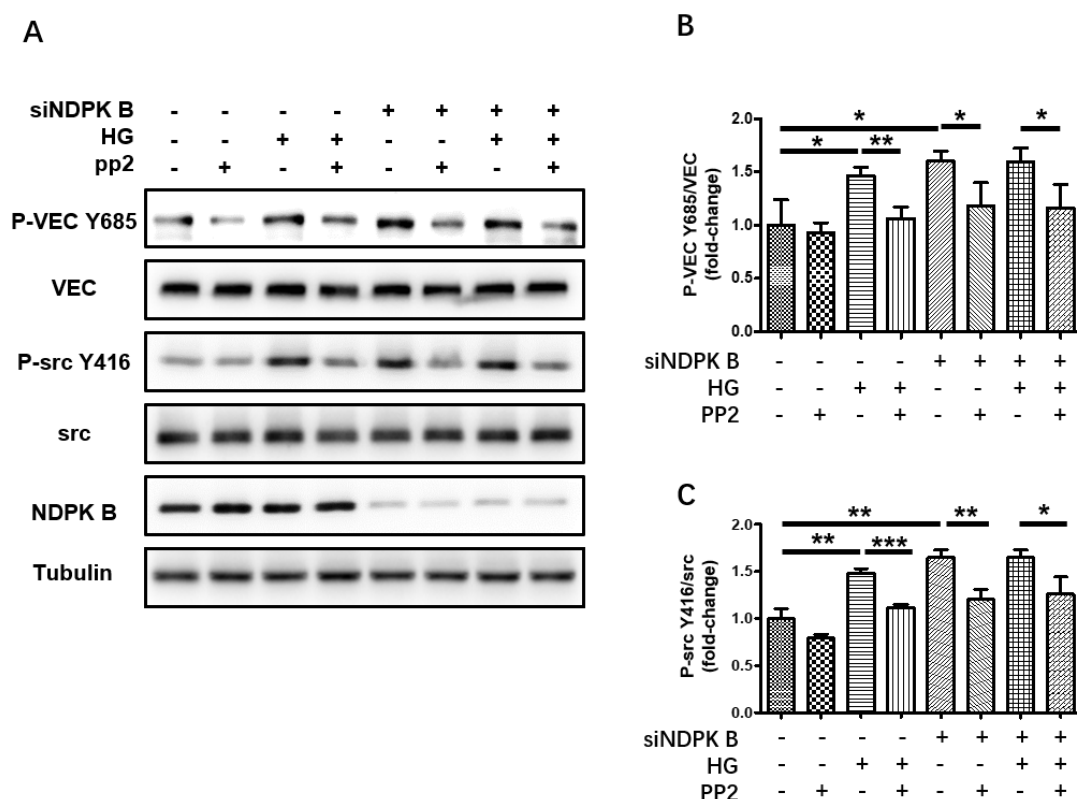 A
siNDPK B - - - - + + + +
HG - - + + - - + +
pp2 - + - + - + - +
P-VEC Y685
VEC
P-src Y416
src
NDPK B
Tubulin
B
P-VEC Y685/VEC
(fold-change)
2.0
1.5
1.0
0.5
0.0
* * ** * *
siNDPK B - - - - + + + +
HG - - + + - - + +
PP2 - + - + - + - +
C
P-src Y416/src
(fold-change)
2.0
1.5
1.0
0.5
0.0
** ** *** ** *
siNDPK B - - - - + + + +
HG - - + + - - + +
PP2 - + - + - + - +